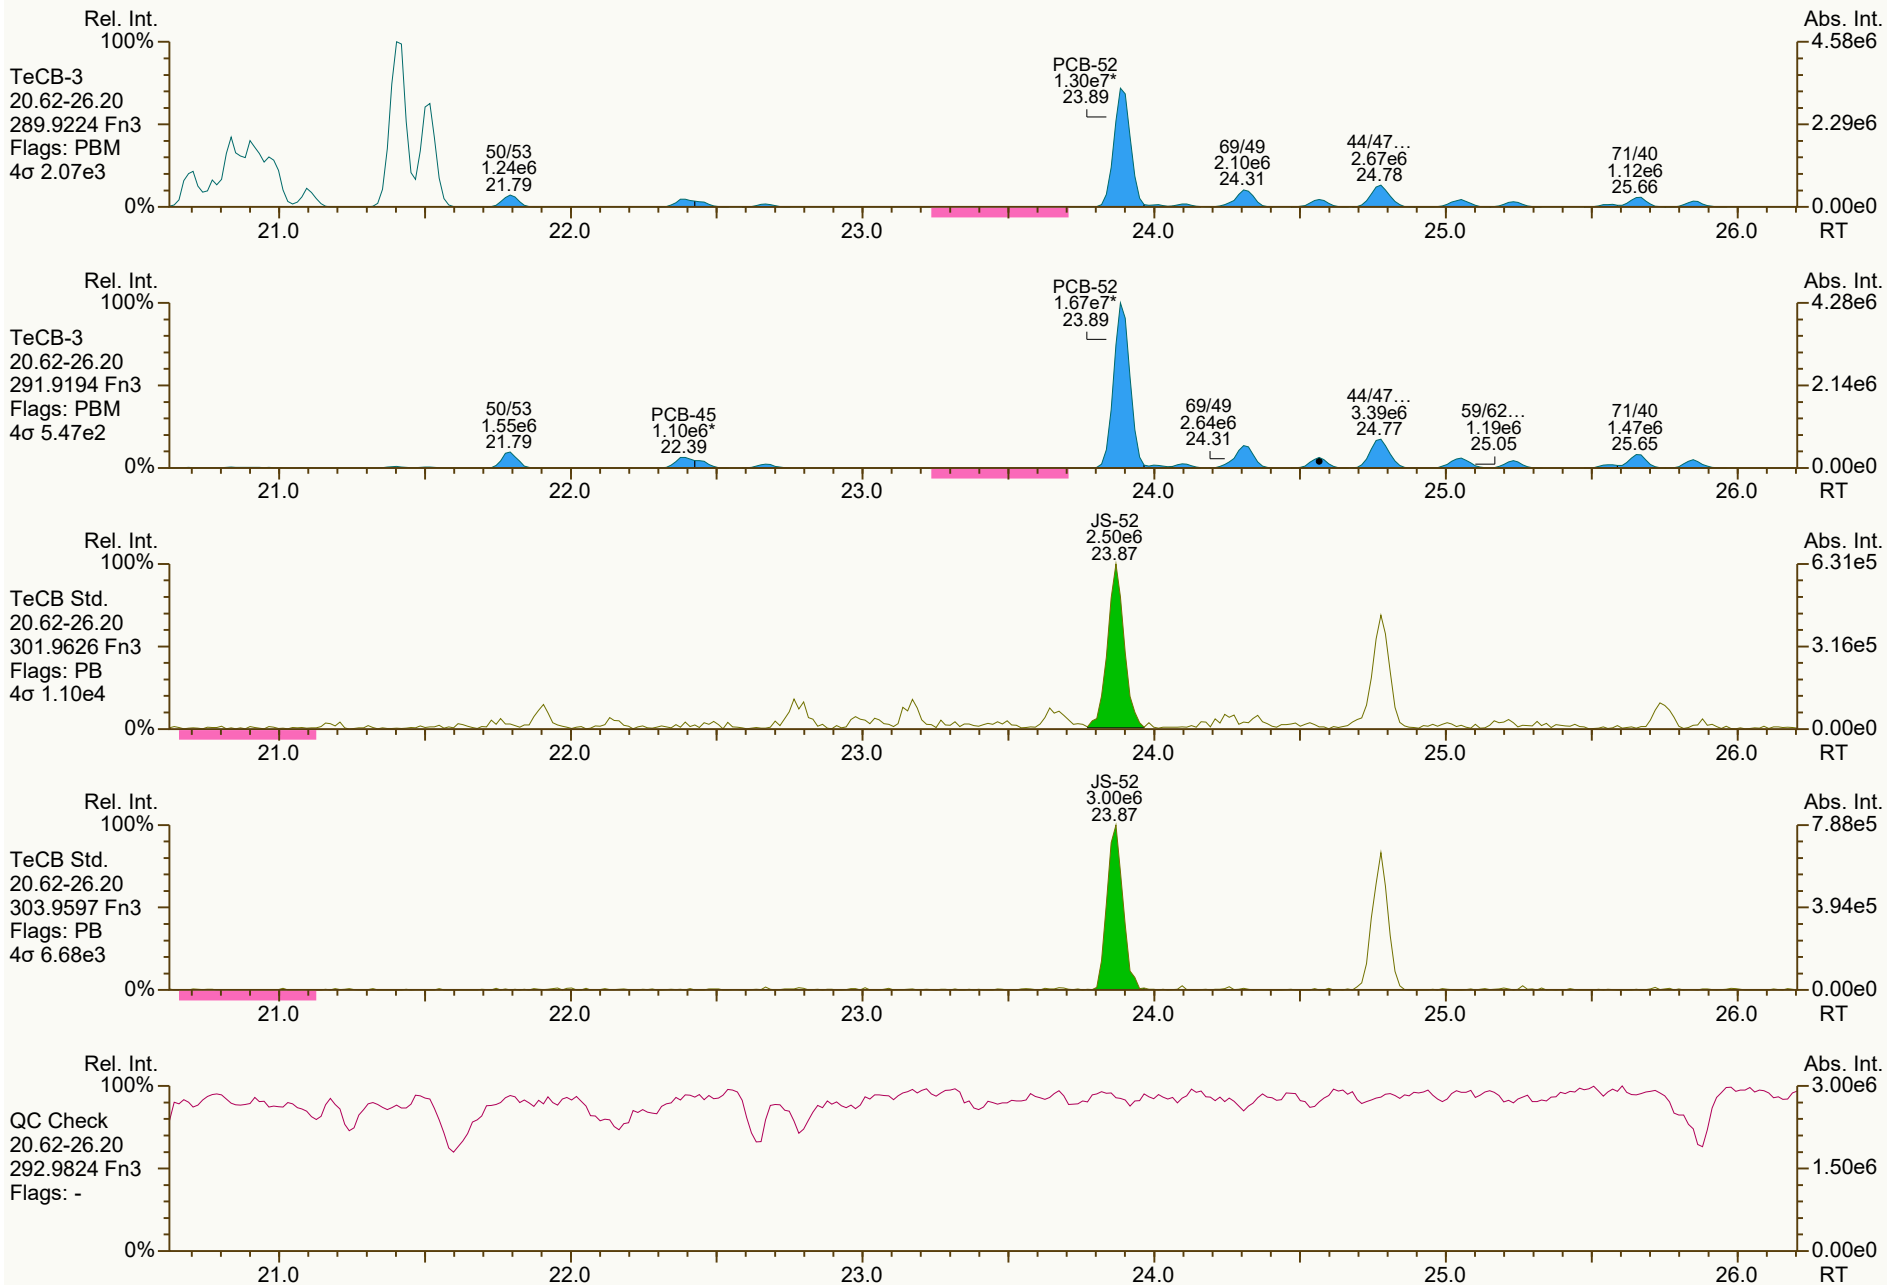 Rel. Int.
Abs. Int.
100%
4.58e6
TeCB-3
20.62-26.20
289.9224 Fn3
Flags: PBM
4σ 2.07e3
PCB-52
1.30e7*
23.89
50/53
1.24e6
21.79
69/49
2.10e6
24.31
44/47…
2.67e6
24.78
71/40
1.12e6
25.66
2.29e6
0%
0.00e0
21.0
22.0
23.0
24.0
25.0
26.0
RT
Rel. Int.
Abs. Int.
100%
4.28e6
TeCB-3
20.62-26.20
291.9194 Fn3
Flags: PBM
4σ 5.47e2
PCB-52
1.67e7*
23.89
50/53
1.55e6
21.79
PCB-45
1.10e6*
22.39
69/49
2.64e6
24.31
44/47…
3.39e6
24.77
59/62…
1.19e6
25.05
71/40
1.47e6
25.65
2.14e6
0%
0.00e0
21.0
22.0
23.0
24.0
25.0
26.0
RT
Rel. Int.
Abs. Int.
100%
6.31e5
TeCB Std.
20.62-26.20
301.9626 Fn3
Flags: PB
4σ 1.10e4
JS-52
2.50e6
23.87
3.16e5
0%
0.00e0
21.0
22.0
23.0
24.0
25.0
26.0
RT
Rel. Int.
Abs. Int.
100%
7.88e5
TeCB Std.
20.62-26.20
303.9597 Fn3
Flags: PB
4σ 6.68e3
JS-52
3.00e6
23.87
3.94e5
0%
0.00e0
21.0
22.0
23.0
24.0
25.0
26.0
RT
Rel. Int.
Abs. Int.
100%
3.00e6
QC Check
20.62-26.20
292.9824 Fn3
Flags: -
1.50e6
0%
0.00e0
21.0
22.0
23.0
24.0
25.0
26.0
RT